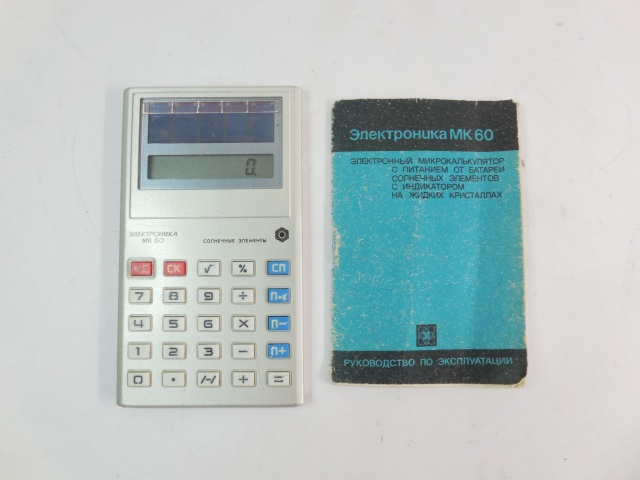 0.
ЭЛЕКТРОНИКА
МК 60
СОЛНЕЧНЫЕ ЭЛЕМЕНТЫ
СК √ % СП
7 8 9 ÷ П+x
4 5 6 X П−
1 2 3 − П+
0 . /−/ + =
Электроника МК 60
ЭЛЕКТРОННЫЙ МИКРОКАЛЬКУЛЯТОР
С ПИТАНИЕМ ОТ БАТАРЕИ
СОЛНЕЧНЫХ ЭЛЕМЕНТОВ
С ИНДИКАТОРОМ
НА ЖИДКИХ КРИСТАЛЛАХ
РУКОВОДСТВО ПО ЭКСПЛУАТАЦИИ